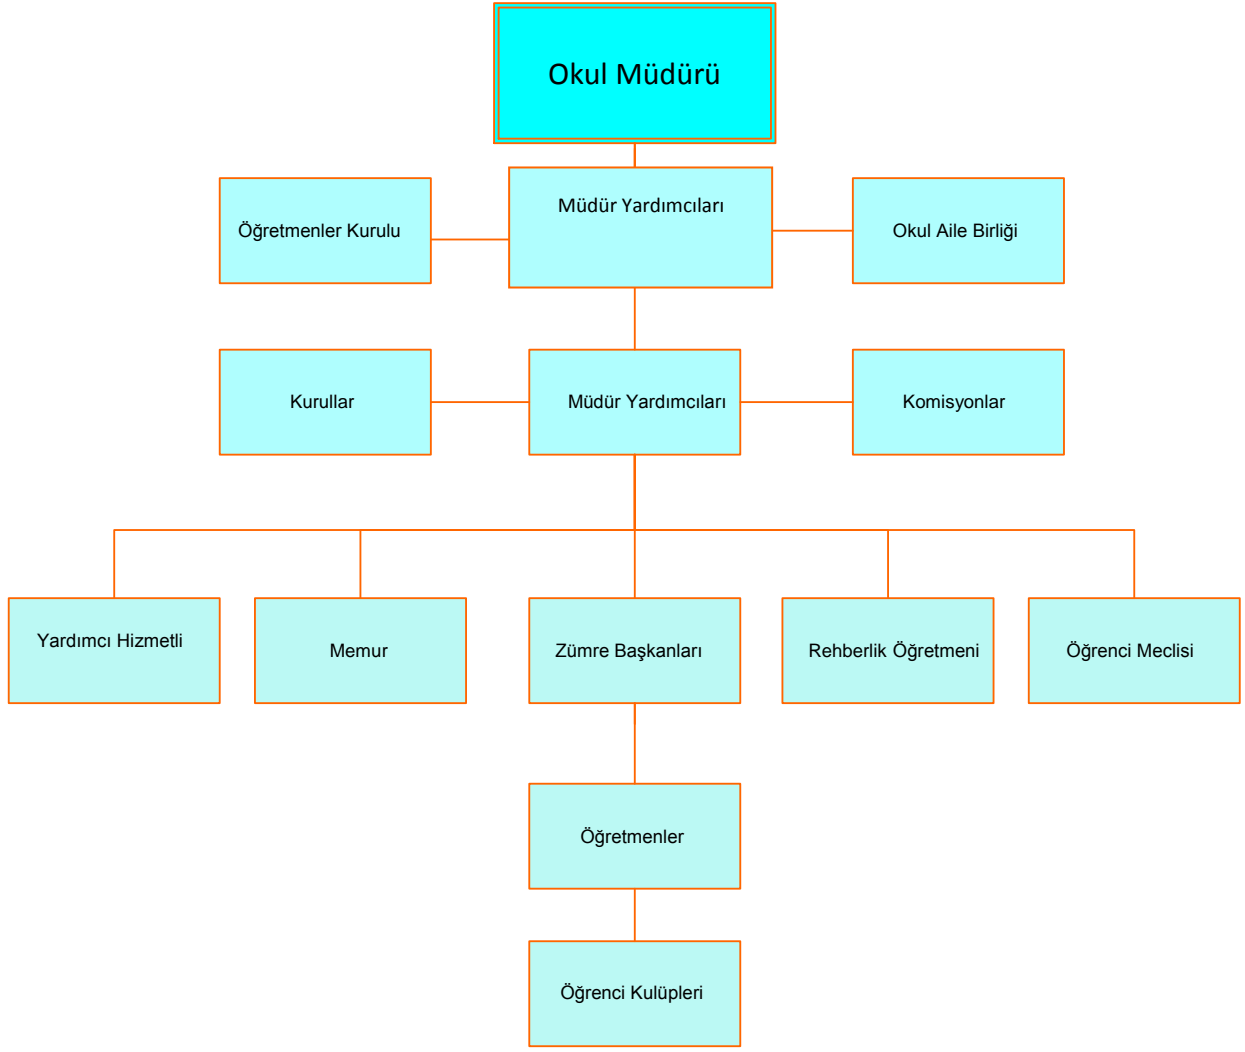 Okul Müdürü
Müdür Yardımcıları
Öğretmenler Kurulu
Okul Aile Birliği
Kurullar
Müdür Yardımcıları
Komisyonlar
Yardımcı Hizmetli
Memur
Zümre Başkanları
Rehberlik Öğretmeni
Öğrenci Meclisi
Öğretmenler
Öğrenci Kulüpleri